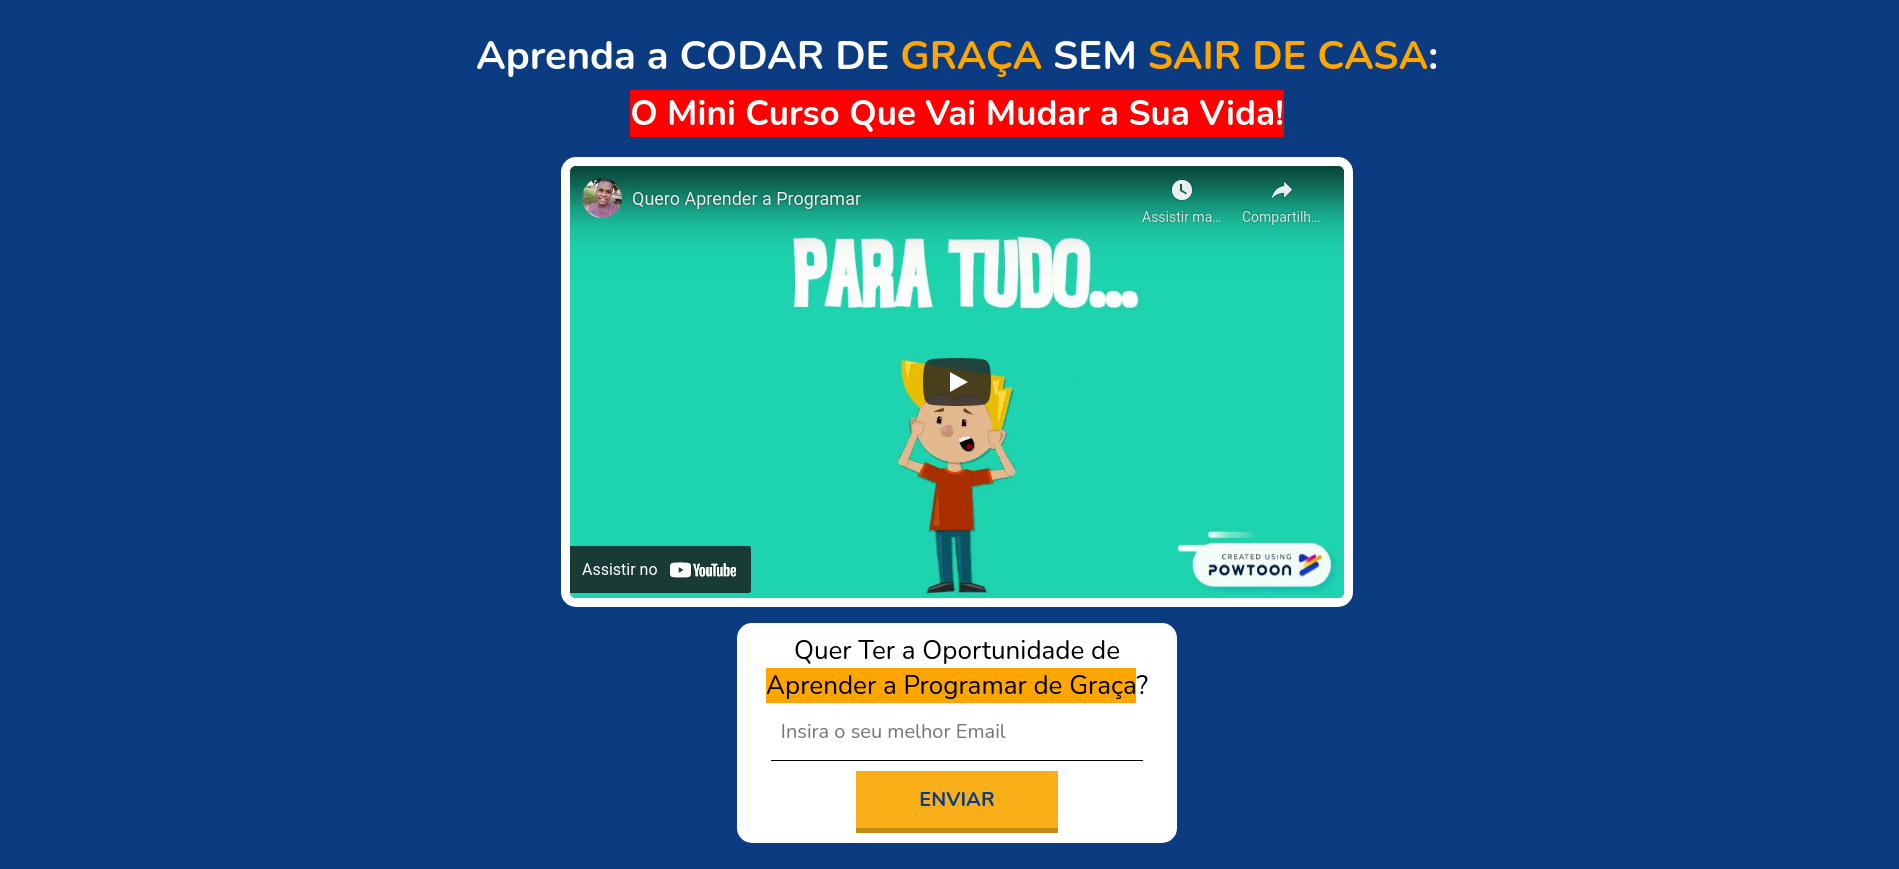 Aprenda a CODAR DE GRAÇA SEM SAIR DE CASA:
O Mini Curso Que Vai Mudar a Sua Vida!
Quero Aprender a Programar
Assistir ma...
Compartilh...
PARA TUDO...
Assistir no YouTube
CREATED USING
POWTOON
Quer Ter a Oportunidade de
Aprender a Programar de Graça?
Insira o seu melhor Email
ENVIAR